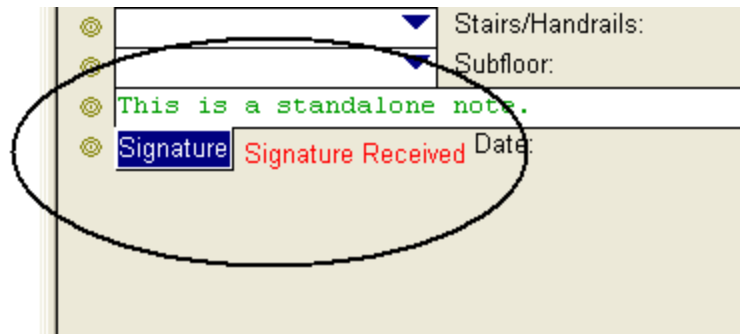 Stairs/Handrails:
Subfloor:
This is a standalone note.
Signature Signature Received Date: